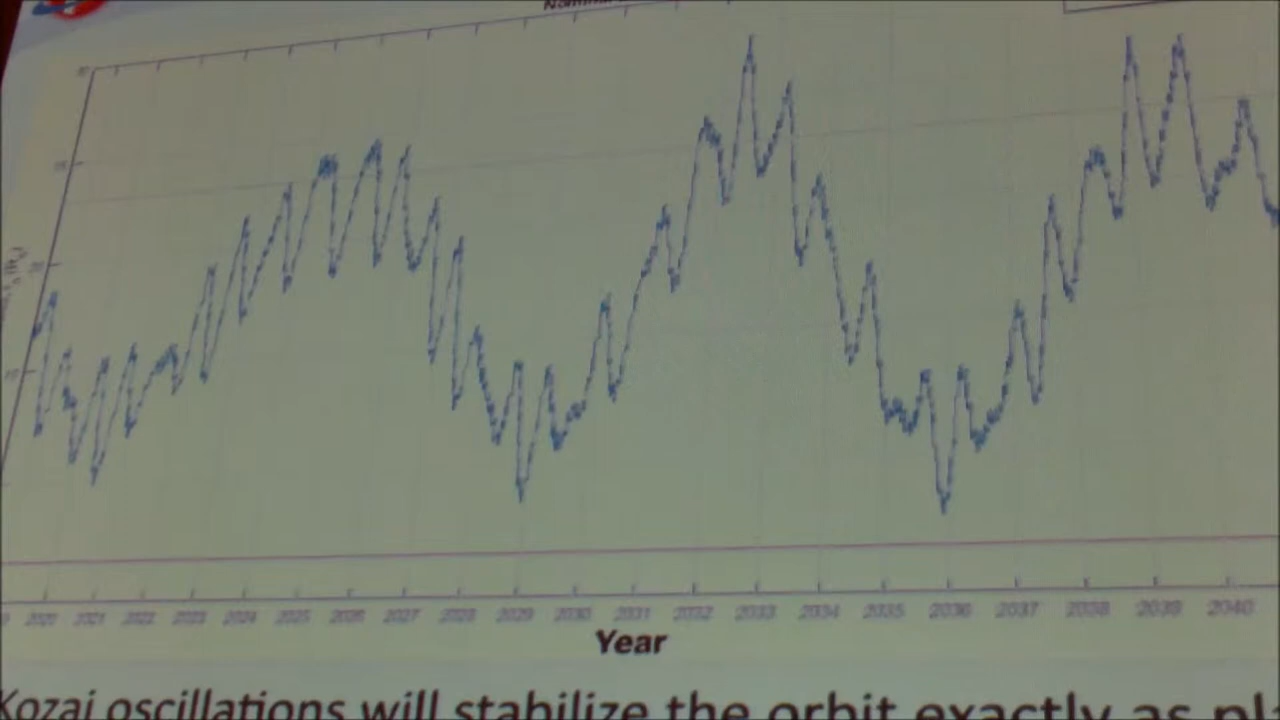 2020 2021 2022 2023 2024 2025 2026 2027 2028 2029 2030 2031 2032 2033 2034 2035 2036 2037 2038 2039 2040
Year
Kozai oscillations will stabilize the orbit exactly as